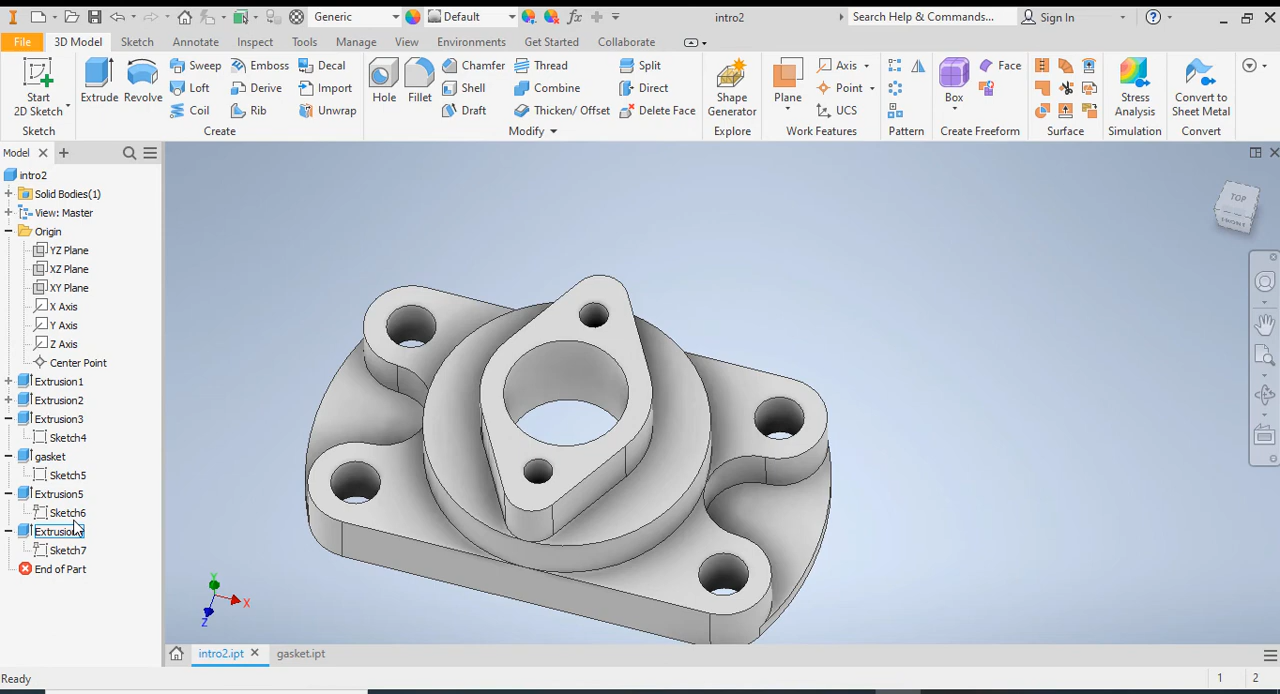 Generic
Default
intro2
Search Help & Commands...
Sign In
File
3D Model
Sketch
Annotate
Inspect
Tools
Manage
View
Environments
Get Started
Collaborate
Start
2D Sketch
Sketch
Extrude
Revolve
Sweep
Emboss
Decal
Loft
Derive
Import
Coil
Rib
Unwrap
Create
Hole
Fillet
Chamfer
Thread
Split
Shell
Combine
Direct
Draft
Thicken/ Offset
Delete Face
Modify
Shape
Generator
Explore
Plane
Axis
Point
UCS
Work Features
Pattern
Box
Face
Create Freeform
Surface
Stress
Analysis
Simulation
Convert to
Sheet Metal
Convert
Model
intro2
Solid Bodies(1)
View: Master
Origin
YZ Plane
XZ Plane
XY Plane
X Axis
Y Axis
Z Axis
Center Point
Extrusion1
Extrusion2
Extrusion3
Sketch4
gasket
Sketch5
Extrusion5
Sketch6
Sketch7
End of Part
TOP
FRONT
Y
X
Z
intro2.ipt
gasket.ipt
Ready
1
2